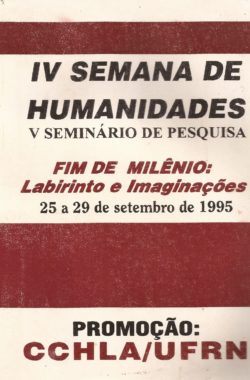 IV SEMANA DE
HUMANIDADES
V SEMINÁRIO DE PESQUISA
FIM DE MILÊNIO:
Labirinto e Imaginações
25 a 29 de setembro de 1995
PROMOÇÃO:
CCHLA/UFRN